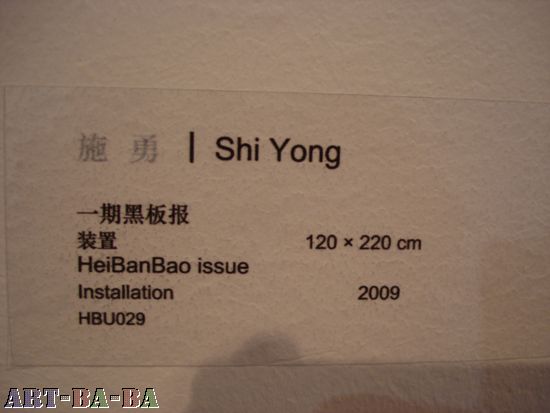 施 勇 | Shi Yong
一期黑板报
装置 120 × 220 cm
HeiBanBao issue
Installation 2009
HBU029
ART-BA-BA